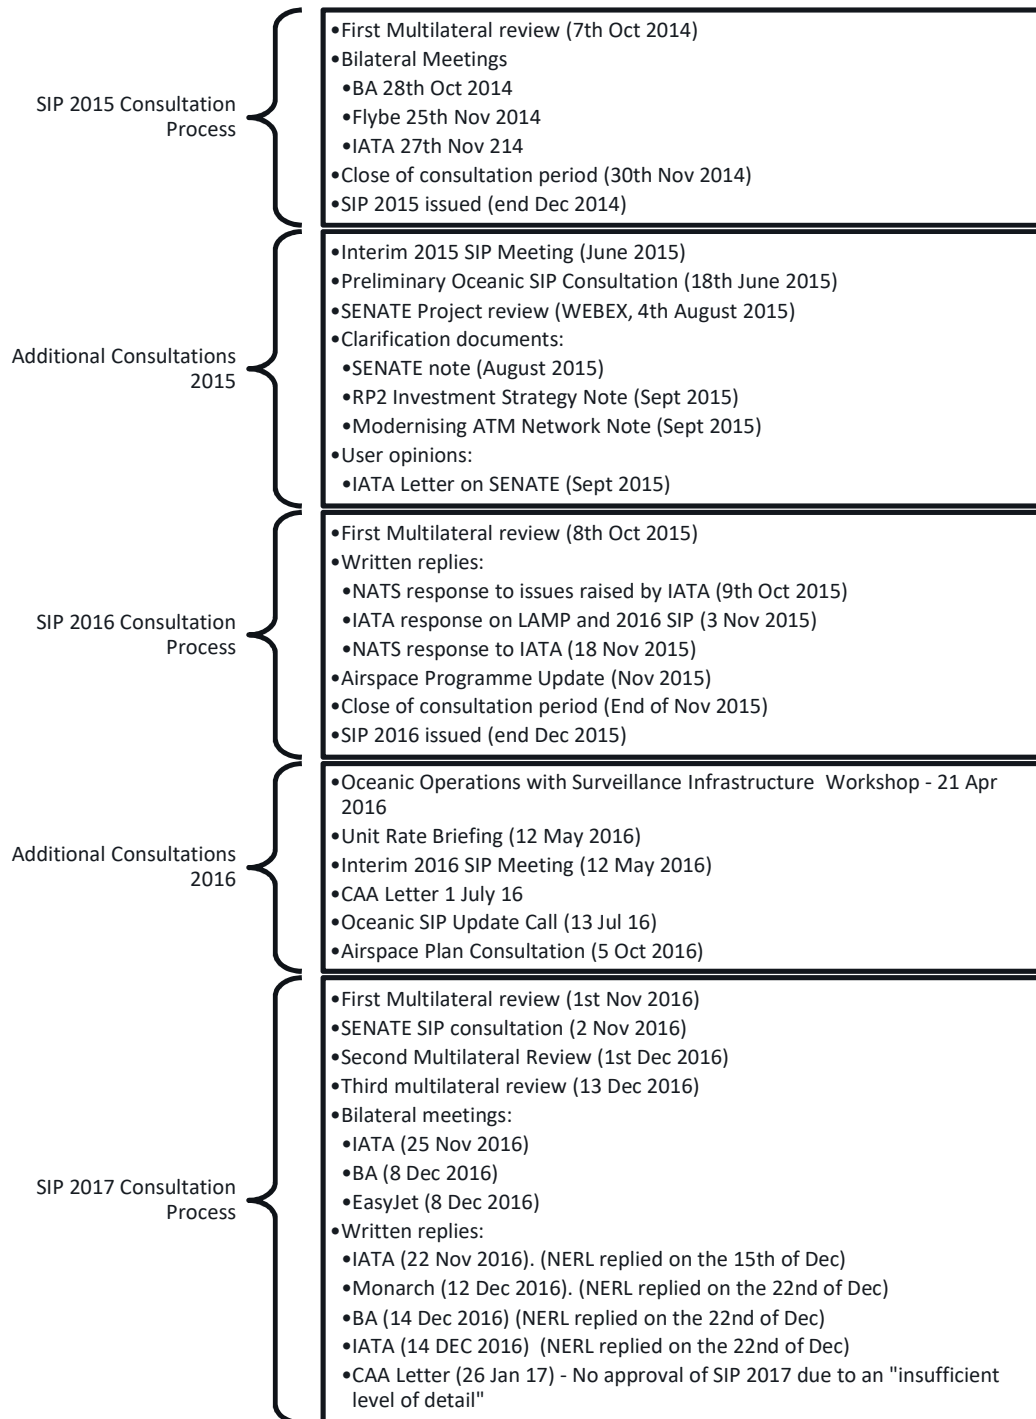 SIP 2015 Consultation
Process
•First Multilateral review (7th Oct 2014)
•Bilateral Meetings
•BA 28th Oct 2014
•Flybe 25th Nov 2014
•IATA 27th Nov 214
•Close of consultation period (30th Nov 2014)
•SIP 2015 issued (end Dec 2014)
Additional Consultations
2015
•Interim 2015 SIP Meeting (June 2015)
•Preliminary Oceanic SIP Consultation (18th June 2015)
•SENATE Project review (WEBEX, 4th August 2015)
•Clarification documents:
•SENATE note (August 2015)
•RP2 Investment Strategy Note (Sept 2015)
•Modernising ATM Network Note (Sept 2015)
•User opinions:
•IATA Letter on SENATE (Sept 2015)
SIP 2016 Consultation
Process
•First Multilateral review (8th Oct 2015)
•Written replies:
•NATS response to issues raised by IATA (9th Oct 2015)
•IATA response on LAMP and 2016 SIP (3 Nov 2015)
•NATS response to IATA (18 Nov 2015)
•Airspace Programme Update (Nov 2015)
•Close of consultation period (End of Nov 2015)
•SIP 2016 issued (end Dec 2015)
Additional Consultations
2016
•Oceanic Operations with Surveillance Infrastructure  Workshop - 21 Apr
2016
•Unit Rate Briefing (12 May 2016)
•Interim 2016 SIP Meeting (12 May 2016)
•CAA Letter 1 July 16
•Oceanic SIP Update Call (13 Jul 16)
•Airspace Plan Consultation (5 Oct 2016)
SIP 2017 Consultation
Process
•First Multilateral review (1st Nov 2016)
•SENATE SIP consultation (2 Nov 2016)
•Second Multilateral Review (1st Dec 2016)
•Third multilateral review (13 Dec 2016)
•Bilateral meetings:
•IATA (25 Nov 2016)
•BA (8 Dec 2016)
•EasyJet (8 Dec 2016)
•Written replies:
•IATA (22 Nov 2016). (NERL replied on the 15th of Dec)
•Monarch (12 Dec 2016). (NERL replied on the 22nd of Dec)
•BA (14 Dec 2016) (NERL replied on the 22nd of Dec)
•IATA (14 DEC 2016)  (NERL replied on the 22nd of Dec)
•CAA Letter (26 Jan 17) - No approval of SIP 2017 due to an "insufficient
level of detail"